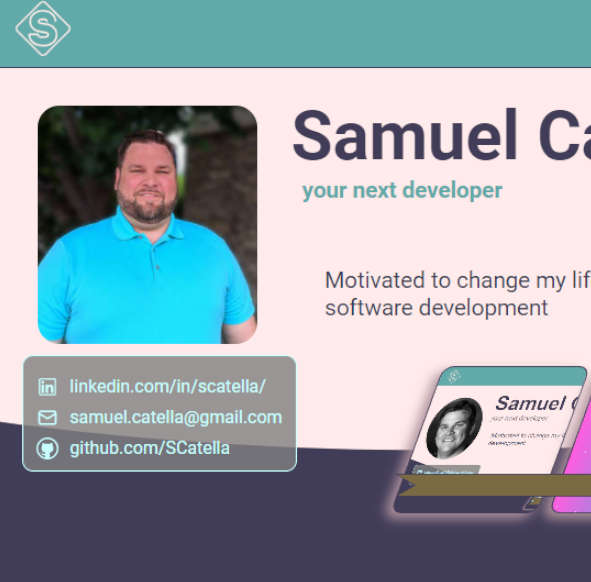 S
Samuel Ca
your next developer
Motivated to change my lif
software development
linkedin.com/in/scatella/
samuel.catella@gmail.com
github.com/SCatella
Samuel C
your next developer
Motivated to change my
development